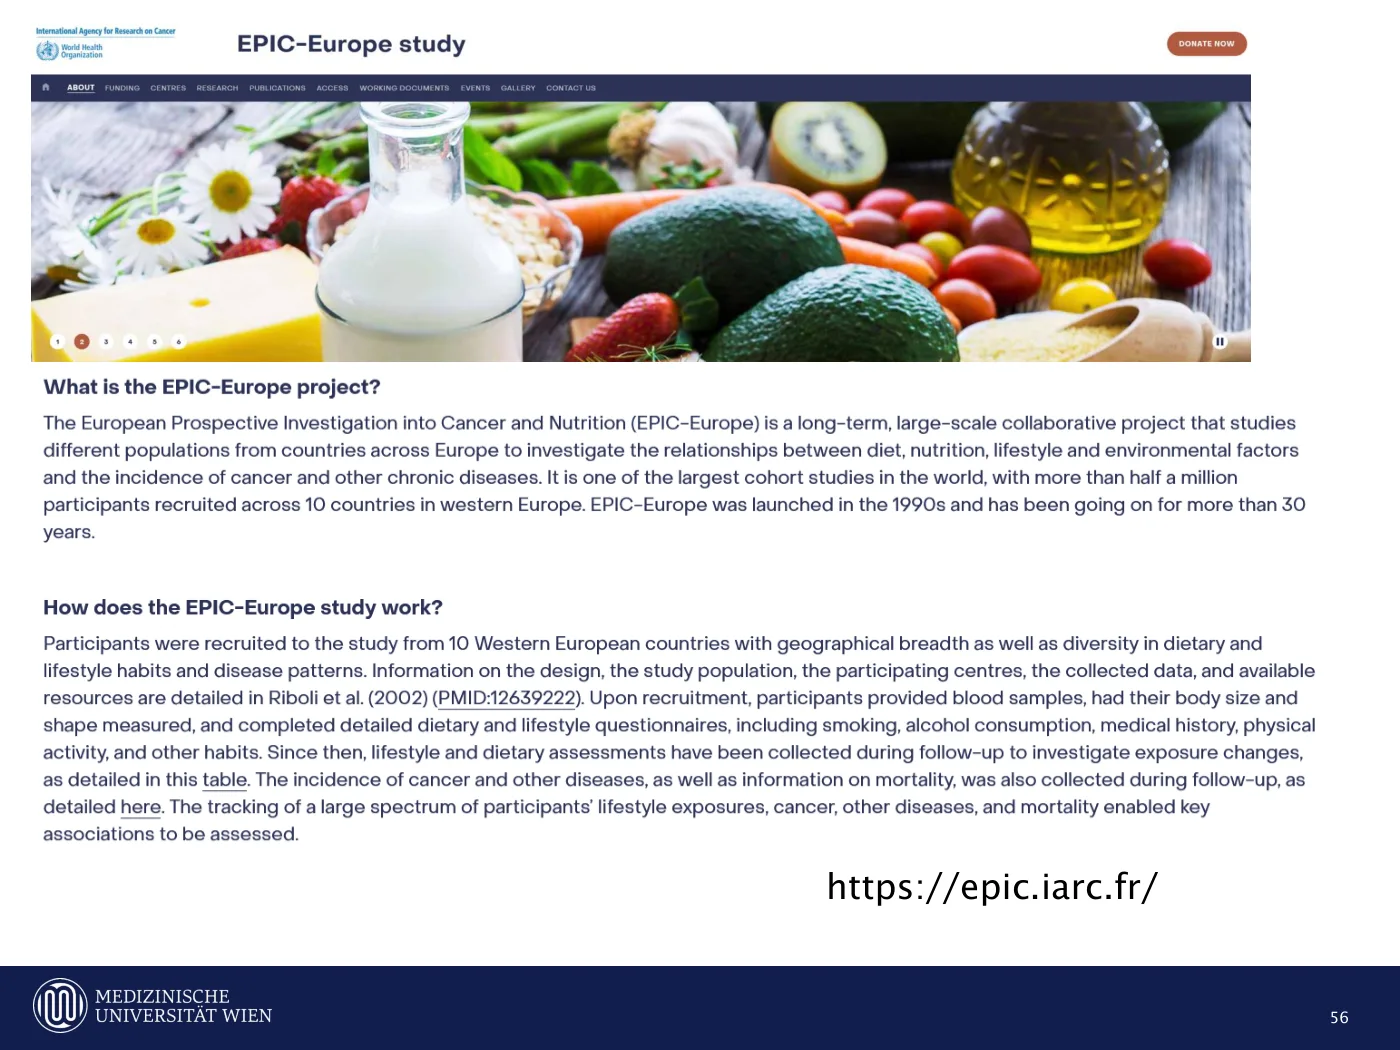 International Agency for Research on Cancer
World Health
Organization
EPIC-Europe study
DONATE NOW
ABOUT FUNDING CENTRES RESEARCH PUBLICATIONS ACCESS WORKING DOCUMENTS EVENTS GALLERY CONTACT US
1 2 3 4 5 6
What is the EPIC-Europe project?
The European Prospective Investigation into Cancer and Nutrition (EPIC-Europe) is a long-term, large-scale collaborative project that studies
different populations from countries across Europe to investigate the relationships between diet, nutrition, lifestyle and environmental factors
and the incidence of cancer and other chronic diseases. It is one of the largest cohort studies in the world, with more than half a million
participants recruited across 10 countries in western Europe. EPIC-Europe was launched in the 1990s and has been going on for more than 30
years.
How does the EPIC-Europe study work?
Participants were recruited to the study from 10 Western European countries with geographical breadth as well as diversity in dietary and
lifestyle habits and disease patterns. Information on the design, the study population, the participating centres, the collected data, and available
resources are detailed in Riboli et al. (2002) (PMID:12639222). Upon recruitment, participants provided blood samples, had their body size and
shape measured, and completed detailed dietary and lifestyle questionnaires, including smoking, alcohol consumption, medical history, physical
activity, and other habits. Since then, lifestyle and dietary assessments have been collected during follow-up to investigate exposure changes,
as detailed in this table. The incidence of cancer and other diseases, as well as information on mortality, was also collected during follow-up, as
detailed here. The tracking of a large spectrum of participants' lifestyle exposures, cancer, other diseases, and mortality enabled key
associations to be assessed.
https://epic.iarc.fr/
MEDIZINISCHE
UNIVERSITÄT WIEN
56